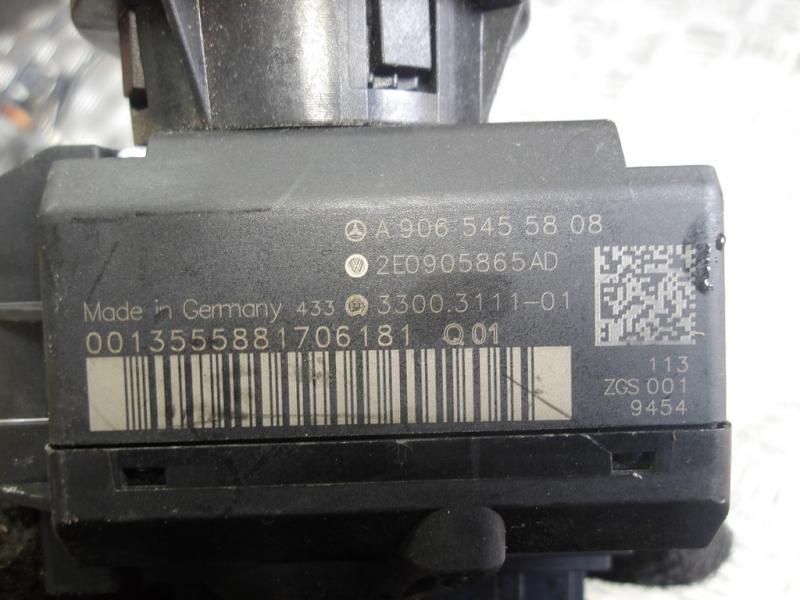 A 906 545 58 08
2E0905865AD
Made in Germany 433 3300.3111-01
0013555881706181 Q01
113
ZGS 001
9454